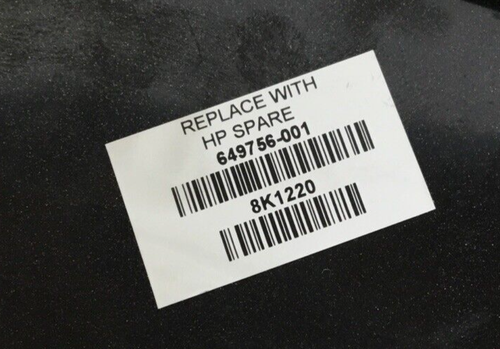 REPLACE WITH
HP SPARE
649756-001
8K1220